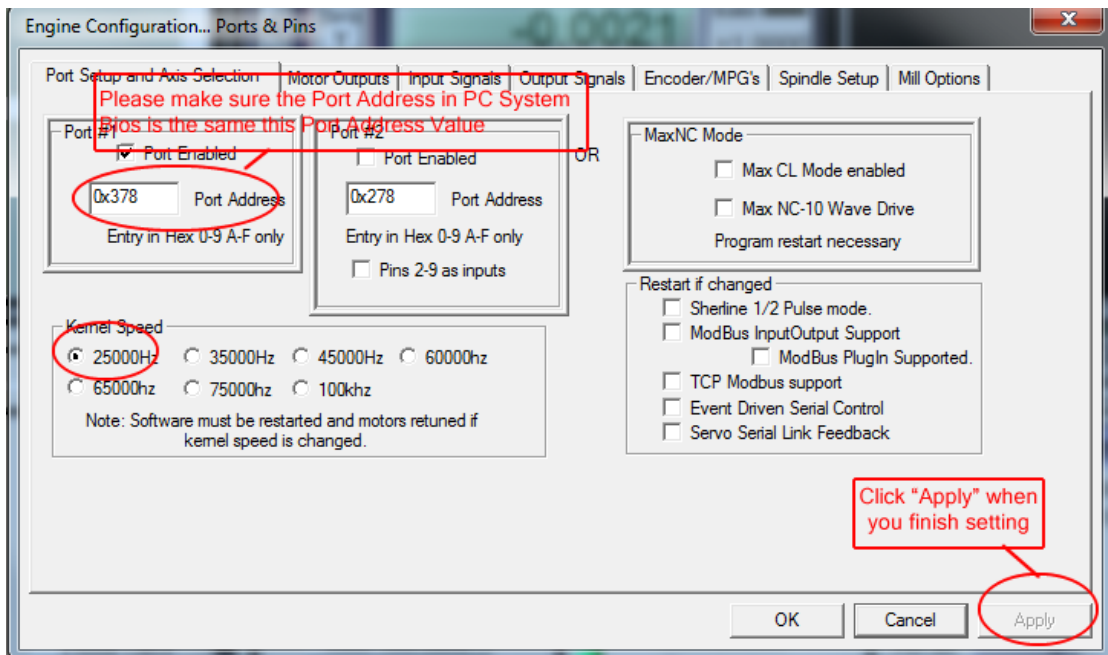 Engine Configuration... Ports & Pins
-0.0021
Port Setup and Axis Selection
Motor Outputs
Input Signals
Output Signals
Encoder/MPG's
Spindle Setup
Mill Options
Please make sure the Port Address in PC System
Bios is the same this Port Address Value
Port #1
Port Enabled
0x378
Port Address
Entry in Hex 0-9 A-F only
Port #2
Port Enabled
0x278
Port Address
Entry in Hex 0-9 A-F only
Pins 2-9 as inputs
OR
MaxNC Mode
Max CL Mode enabled
Max NC-10 Wave Drive
Program restart necessary
Restart if changed
Sherline 1/2 Pulse mode.
ModBus InputOutput Support
ModBus PlugIn Supported.
TCP Modbus support
Event Driven Serial Control
Servo Serial Link Feedback
Kernel Speed
25000Hz
35000Hz
45000Hz
60000hz
65000hz
75000hz
100khz
Note: Software must be restarted and motors retuned if
kernel speed is changed.
Click “Apply” when
you finish setting
OK
Cancel
Apply